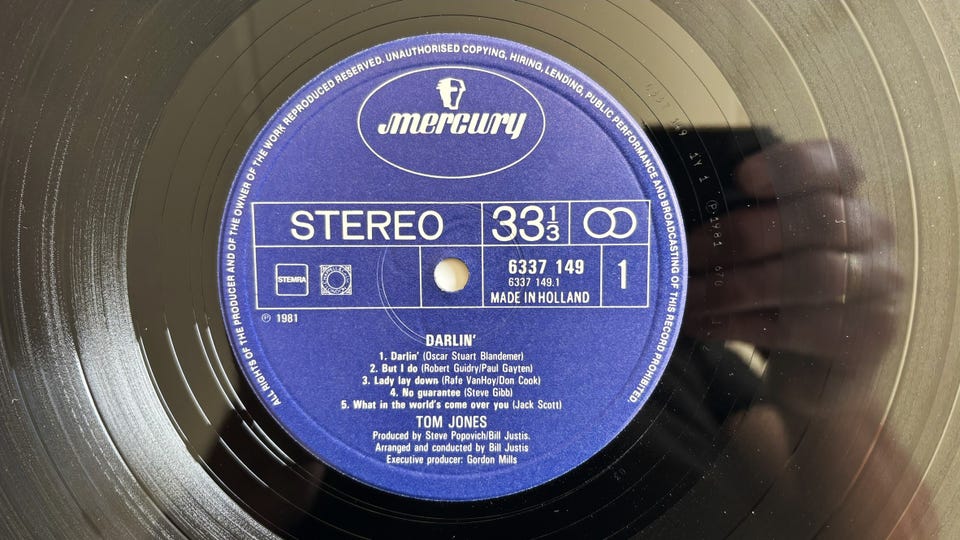 ALL RIGHTS OF THE PRODUCER AND OF THE OWNER OF THE WORK REPRODUCED RESERVED. UNAUTHORISED COPYING, HIRING, LENDING, PUBLIC PERFORMANCE AND BROADCASTING OF THIS RECORD PROHIBITED.
mercury
STEREO 33 1/3
STEMRA
6337 149
6337 149.1
MADE IN HOLLAND
1
℗ 1981
DARLIN'
1. Darlin' (Oscar Stuart Blandemer)
2. But I do (Robert Guidry/Paul Gayten)
3. Lady lay down (Rafe VanHoy/Don Cook)
4. No guarantee (Steve Gibb)
5. What in the world's come over you (Jack Scott)
TOM JONES
Produced by Steve Popovich/Bill Justis.
Arranged and conducted by Bill Justis
Executive producer: Gordon Mills
℗ 1981 670